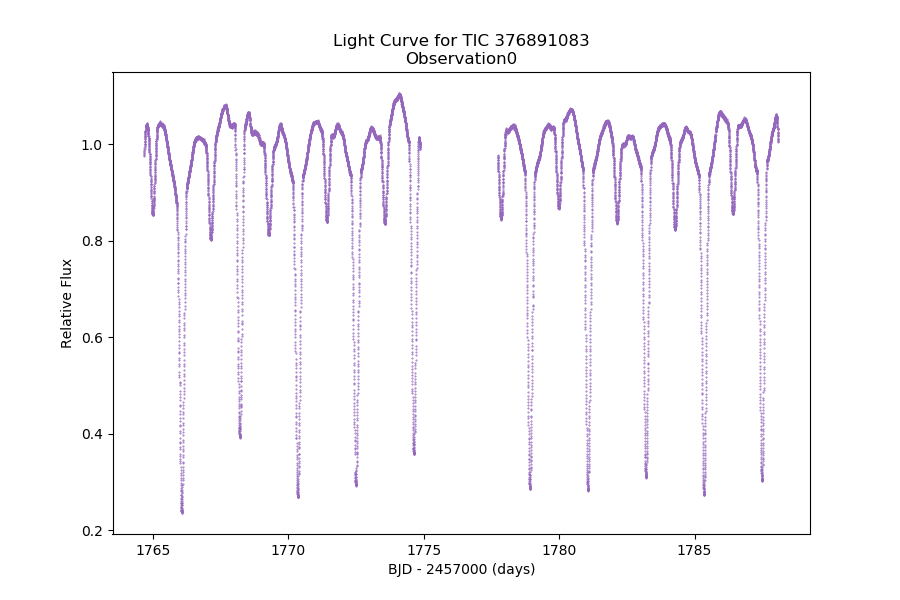 Light Curve for TIC 376891083
Observation0
Relative Flux
1.0
0.8
0.6
0.4
0.2
1765
1770
1775
1780
1785
BJD - 2457000 (days)